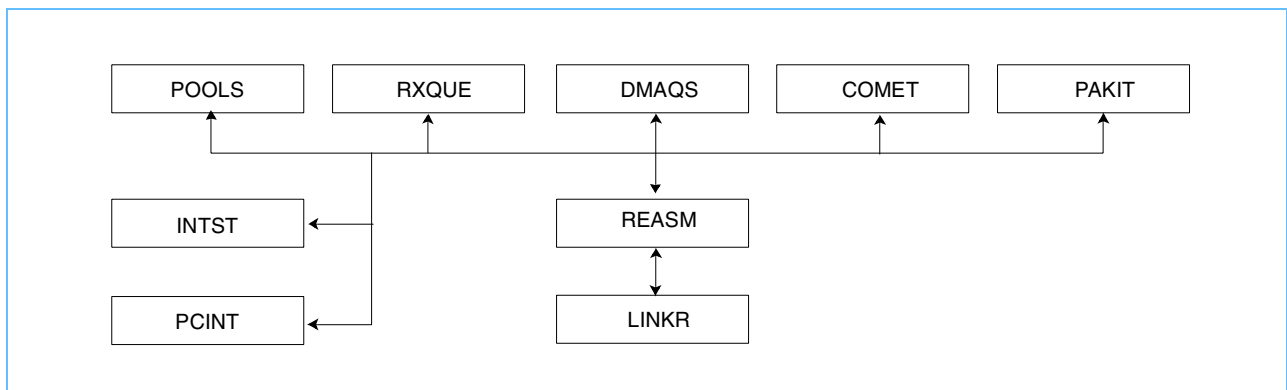 POOLS
RXQUE
DMAQS
COMET
PAKIT
INTST
REASM
PCINT
LINKR